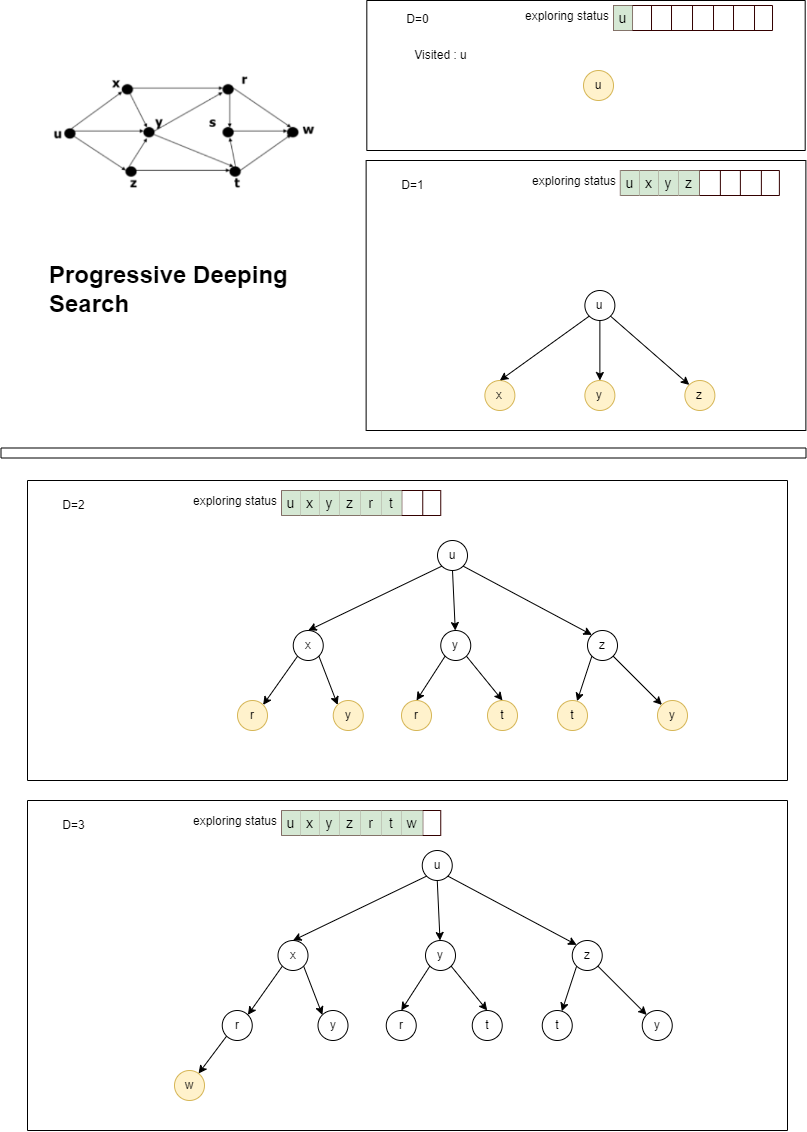 x
r
y
s
u
w
z
t
Progressive Deeping
Search
D=0
exploring status
u
Visited : u
u
D=1
exploring status
u x y z
u
x y z
D=2
exploring status
u x y z r t
u
x y z
r y r t t y
D=3
exploring status
u x y z r t w
u
x y z
r y r t t y
w